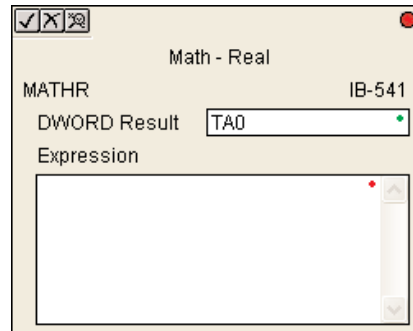 Math - Real
MATHR IB-541
DWORD Result TA0
Expression